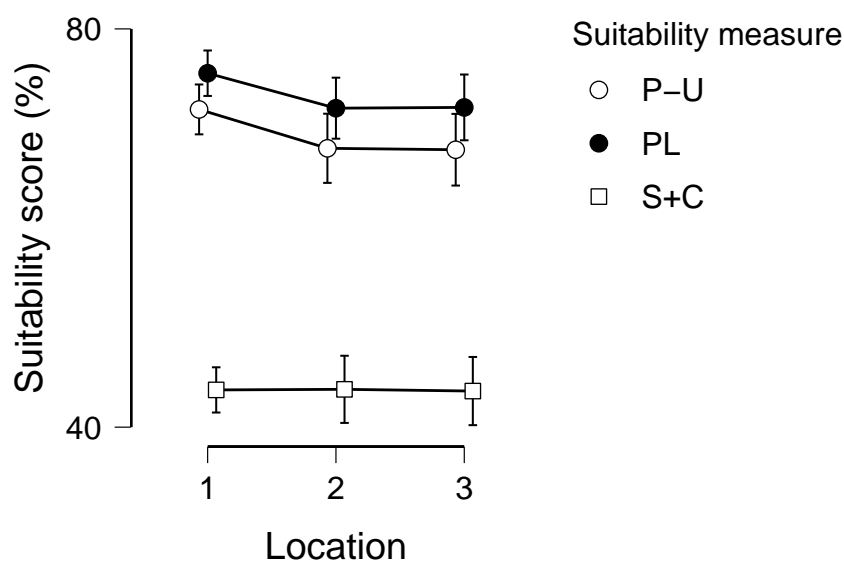 Suitability score (%)
80
40
1 2 3
Location
Suitability measure
P−U
PL
S+C